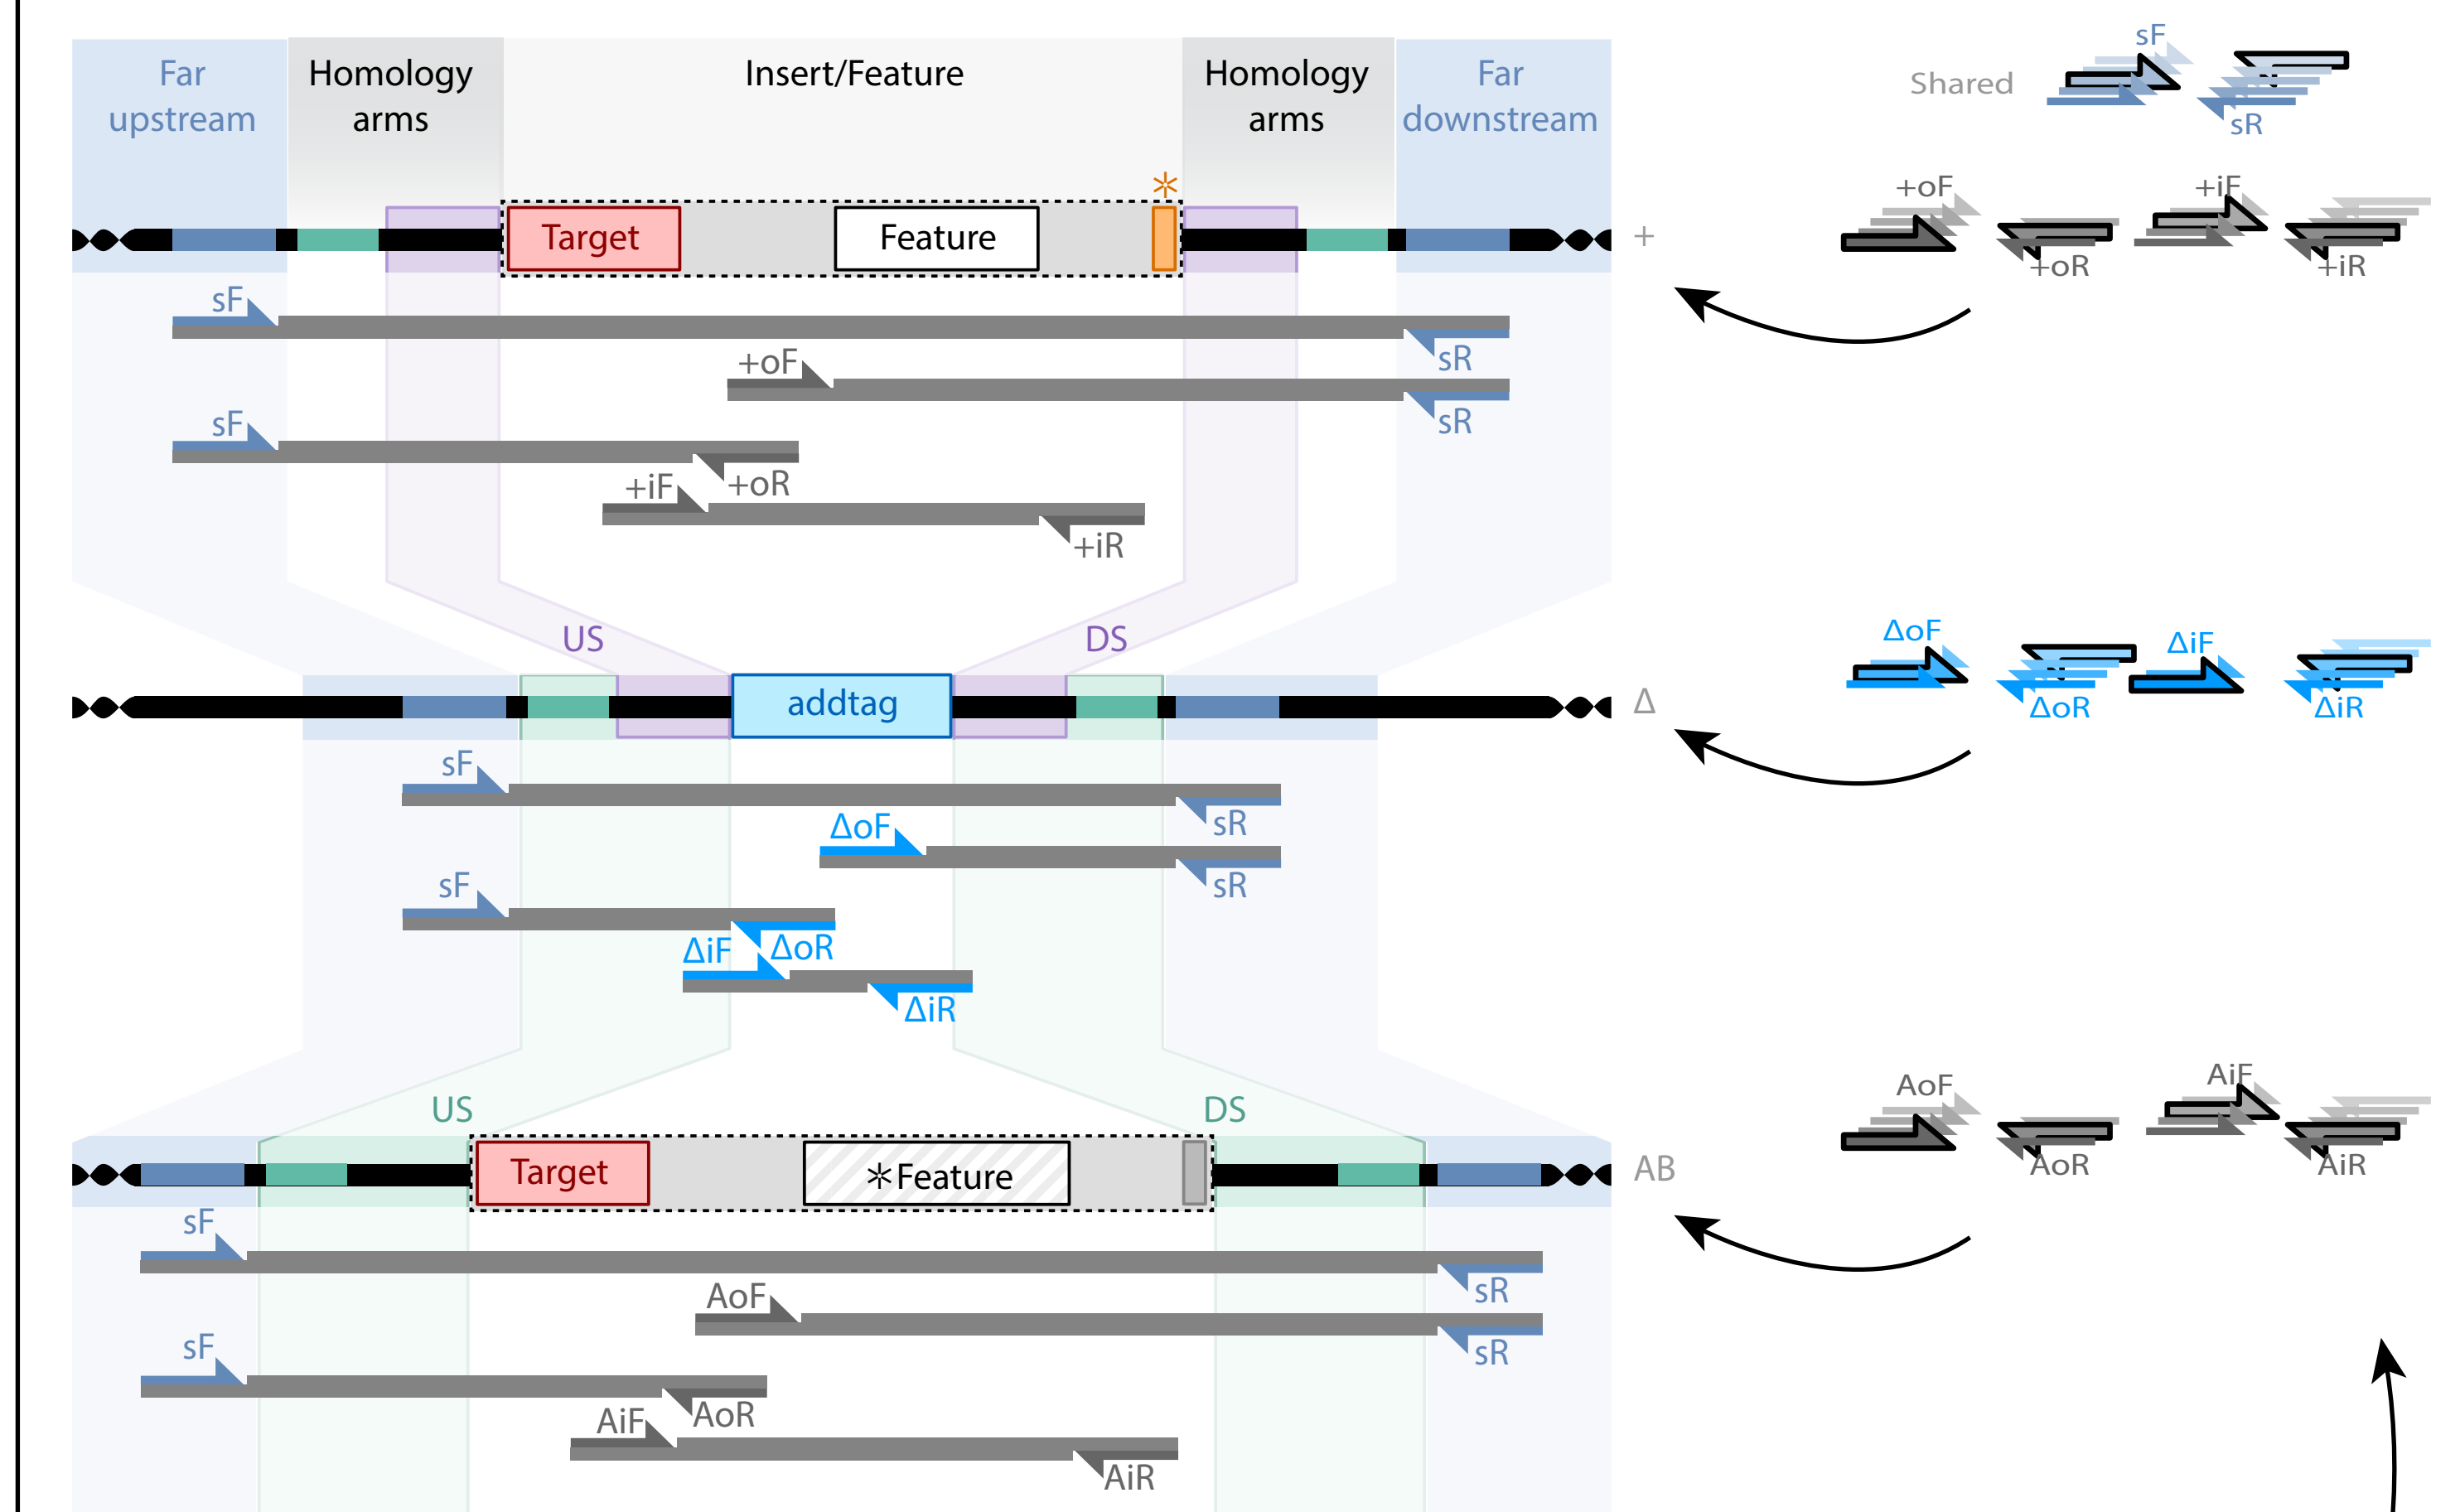 Far
upstream
Homology
arms
Insert/Feature
Homology
arms
Far
downstream
Shared
sF
sR
*
Target
Feature
+
+oF
+oR
+iF
+iR
sF
sR
+oF
sR
sF
+oR
+iF
+iR
US
DS
addtag
Δ
ΔoF
ΔoR
ΔiF
ΔiR
sF
sR
ΔoF
sR
sF
ΔoR
ΔiF
ΔiR
US
DS
Target
*Feature
AB
AoF
AoR
AiF
AiR
sF
sR
AoF
sR
sF
AoR
AiF
AiR